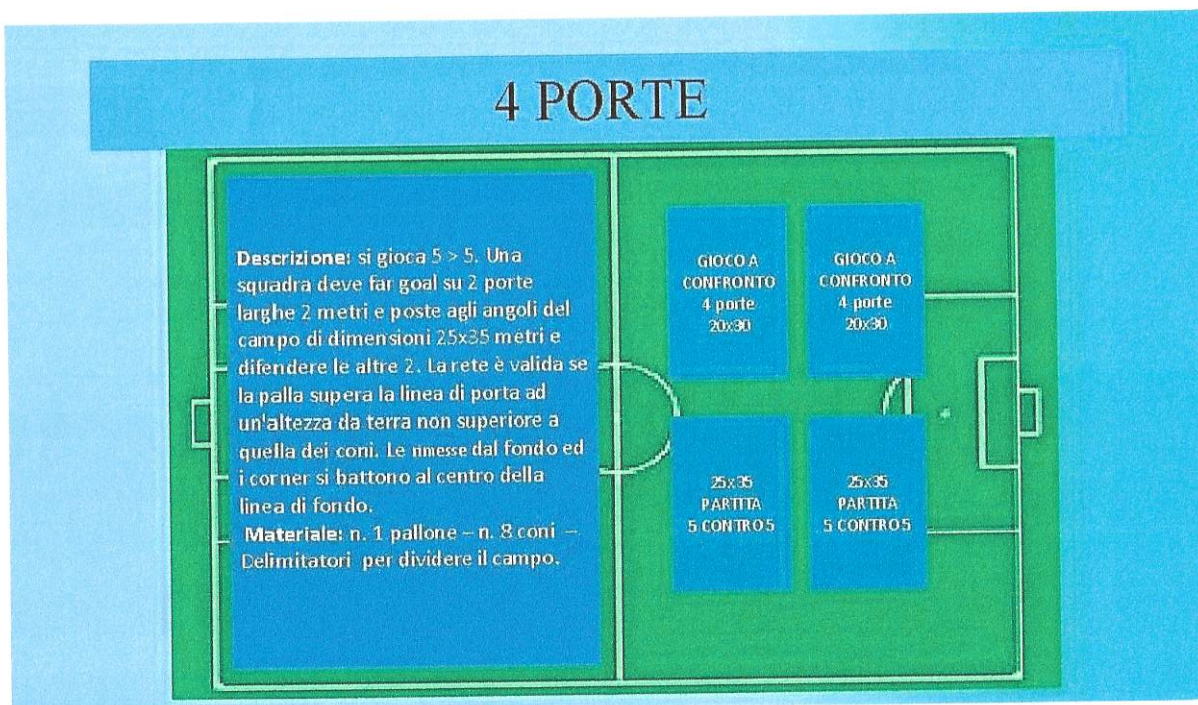 4 PORTE
Descrizione: si gioca 5 > 5. Una
squadra deve far goal su 2 porte
larghe 2 metri e poste agli angoli del
campo di dimensioni 25x35 metri e
difendere le altre 2. La rete è valida se
la palla supera la linea di porta ad
un'altezza da terra non superiore a
quella dei coni. Le rimesse dal fondo ed
i corner si battono al centro della
linea di fondo.
Materiale: n. 1 pallone – n. 8 coni –
Delimitatori per dividere il campo.
GIOCO A
CONFRONTO
4 porte
20x30
GIOCO A
CONFRONTO
4 porte
20x30
25x35
PARTITA
5 CONTRO 5
25x35
PARTITA
5 CONTRO 5